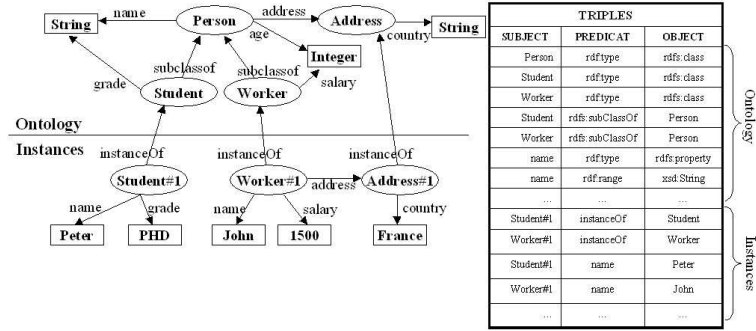 name
Person
address
Address
String
age
country
String
Integer
subclassof
subclassof
salary
grade
Student
Worker
Ontology
Instances
instanceOf
instanceOf
instanceOf
Student#1
Worker#1
address
Address#1
name
grade
name
salary
country
Peter
PHD
John
1500
France
TRIPLES
SUBJECT PREDICAT OBJECT
Person rdf:type rdfs:class
Student rdf:type rdfs:class
Worker rdf:type rdfs:class
Student rdfs:subClassOf Person
Worker rdfs:subClassOf Person
name rdf:type rdfs:property
name rdf:range xsd:String
... ... ...
Student#1 instanceOf Student
Worker#1 instanceOf Worker
Student#1 name Peter
Worker#1 name John
... ... ...
Ontology
Instances